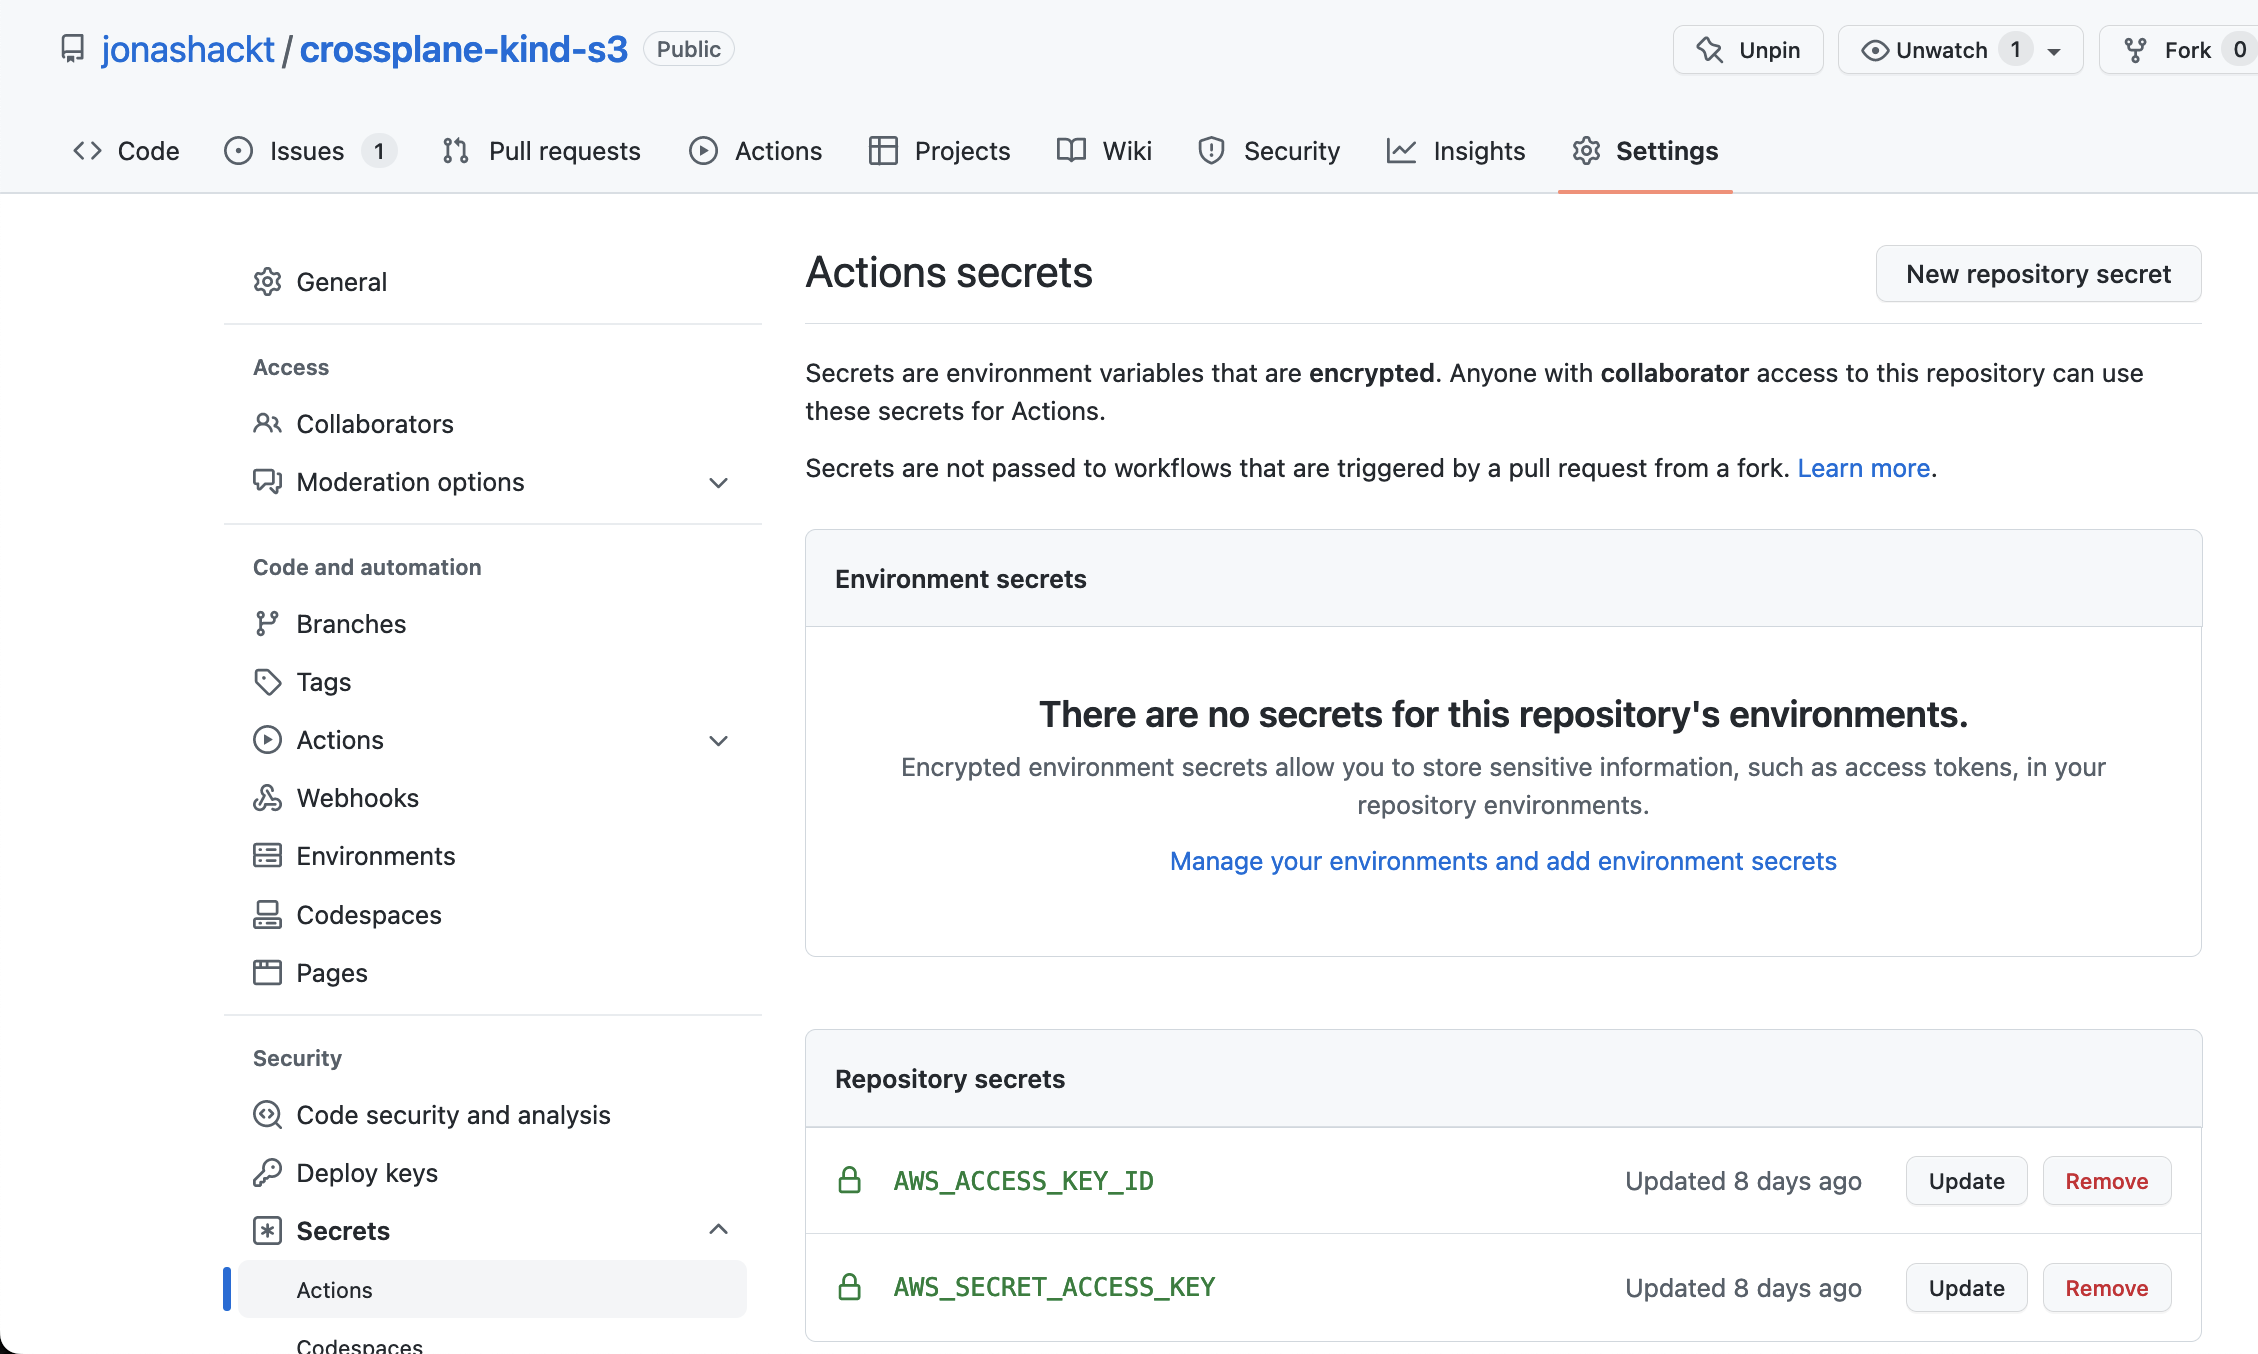 jonashackt / crossplane-kind-s3 Public
Unpin
Unwatch 1
Fork 0
Code
Issues 1
Pull requests
Actions
Projects
Wiki
Security
Insights
Settings
General
Access
Collaborators
Moderation options
Code and automation
Branches
Tags
Actions
Webhooks
Environments
Codespaces
Pages
Security
Code security and analysis
Deploy keys
Secrets
Actions
Codespaces
Actions secrets
New repository secret
Secrets are environment variables that are encrypted. Anyone with collaborator access to this repository can use
these secrets for Actions.
Secrets are not passed to workflows that are triggered by a pull request from a fork. Learn more.
Environment secrets
There are no secrets for this repository's environments.
Encrypted environment secrets allow you to store sensitive information, such as access tokens, in your
repository environments.
Manage your environments and add environment secrets
Repository secrets
AWS_ACCESS_KEY_ID
Updated 8 days ago
Update
Remove
AWS_SECRET_ACCESS_KEY
Updated 8 days ago
Update
Remove